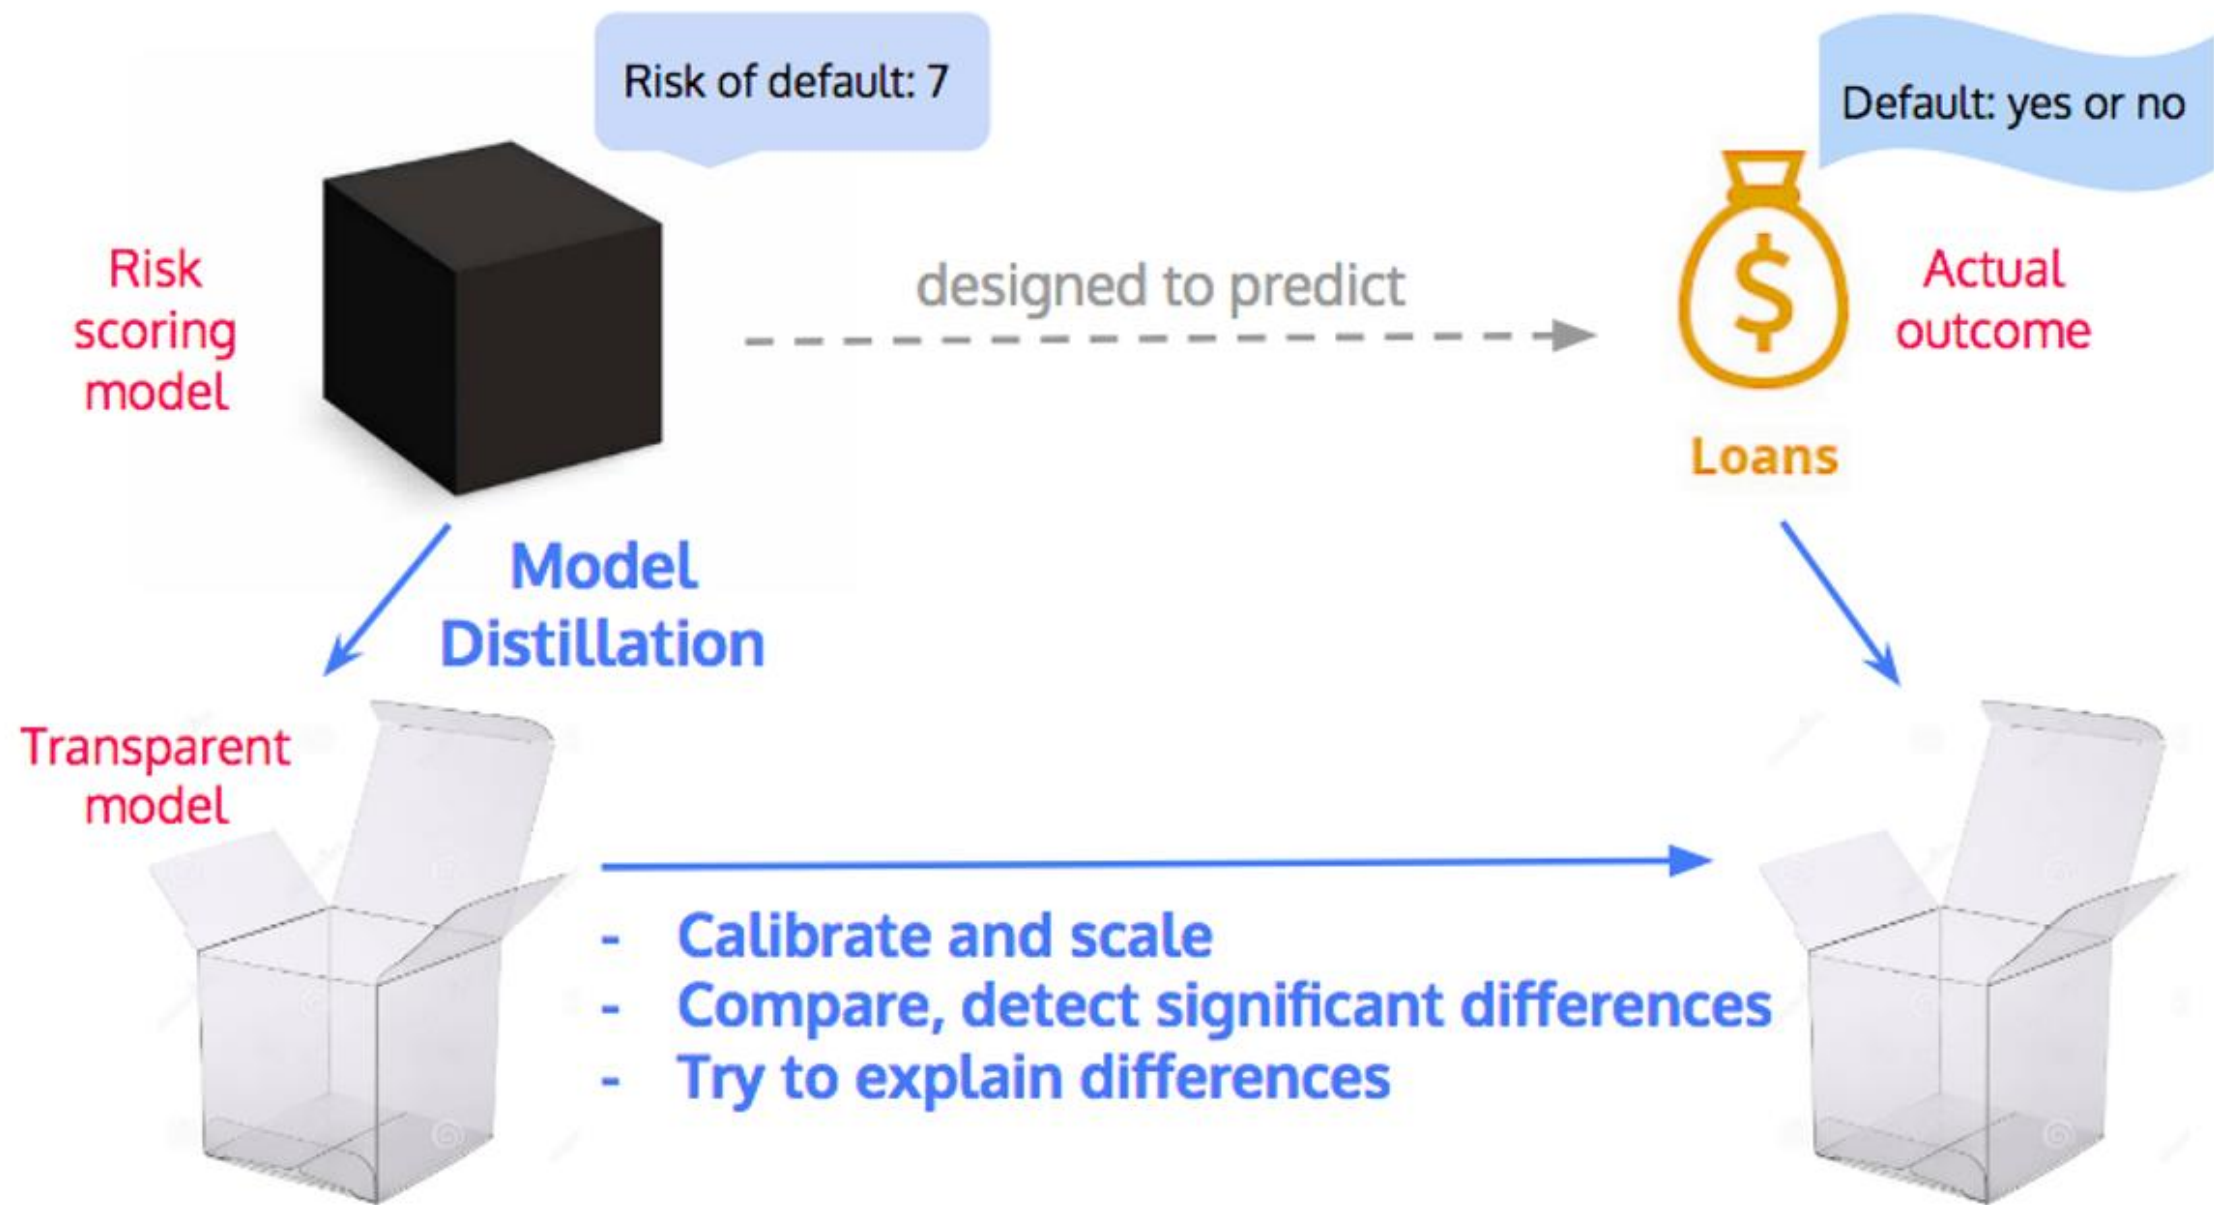 Risk of default: 7
Default: yes or no
Risk
scoring
model
designed to predict
$
Actual
outcome
Loans
Model
Distillation
Transparent
model
- Calibrate and scale
- Compare, detect significant differences
- Try to explain differences